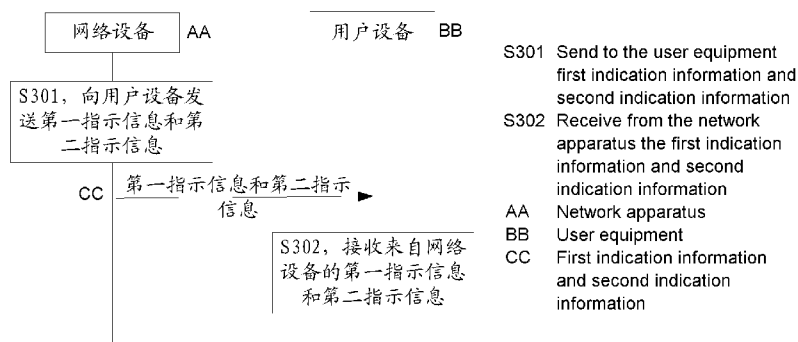 网络设备 AA
用户设备 BB
S301，向用户设备发
送第一指示信息和第
二指示信息
CC 第一指示信息和第二指示
信息
S302，接收来自网络
设备的第一指示信息
和第二指示信息
S301 Send to the user equipment
first indication information and
second indication information
S302 Receive from the network
apparatus the first indication
information and second
indication information
AA Network apparatus
BB User equipment
CC First indication information
and second indication
information